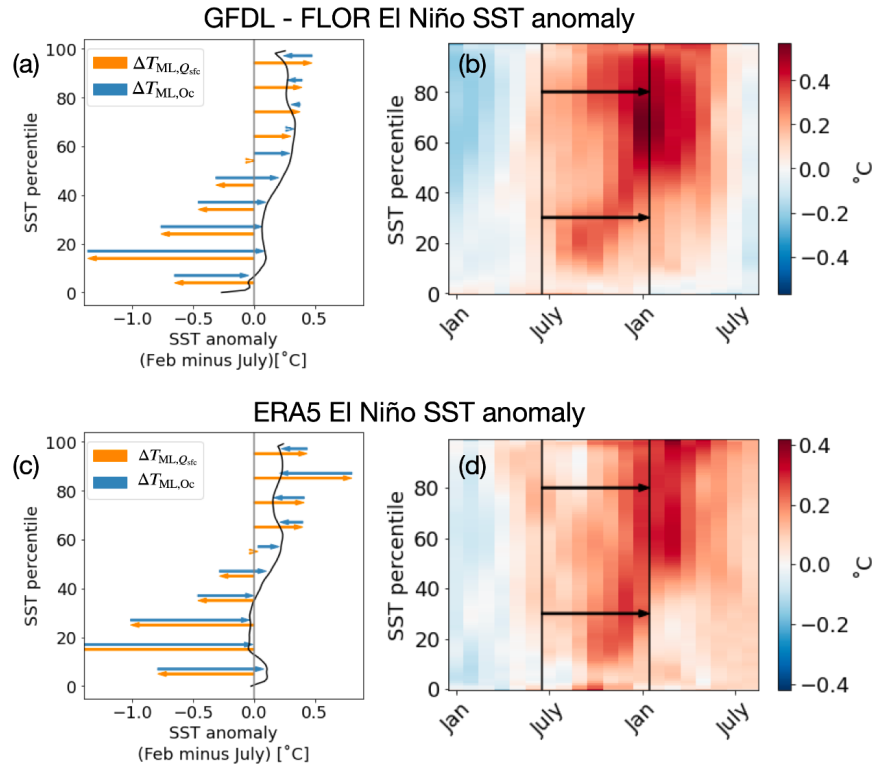 GFDL - FLOR El Niño SST anomaly
(a)
100
80
60
40
20
0
SST percentile
ΔT_ML,Q_sfc
ΔT_ML,Oc
−1.0
−0.5
0.0
0.5
SST anomaly
(Feb minus July)[˚C]
(b)
80
60
40
20
0
SST percentile
Jan
July
Jan
July
0.4
0.2
0.0
−0.2
−0.4
˚C
ERA5 El Niño SST anomaly
(c)
100
80
60
40
20
0
SST percentile
ΔT_ML,Q_sfc
ΔT_ML,Oc
−1.0
−0.5
0.0
0.5
SST anomaly
(Feb minus July) [˚C]
(d)
80
60
40
20
0
SST percentile
Jan
July
Jan
July
0.4
0.2
0.0
−0.2
−0.4
˚C